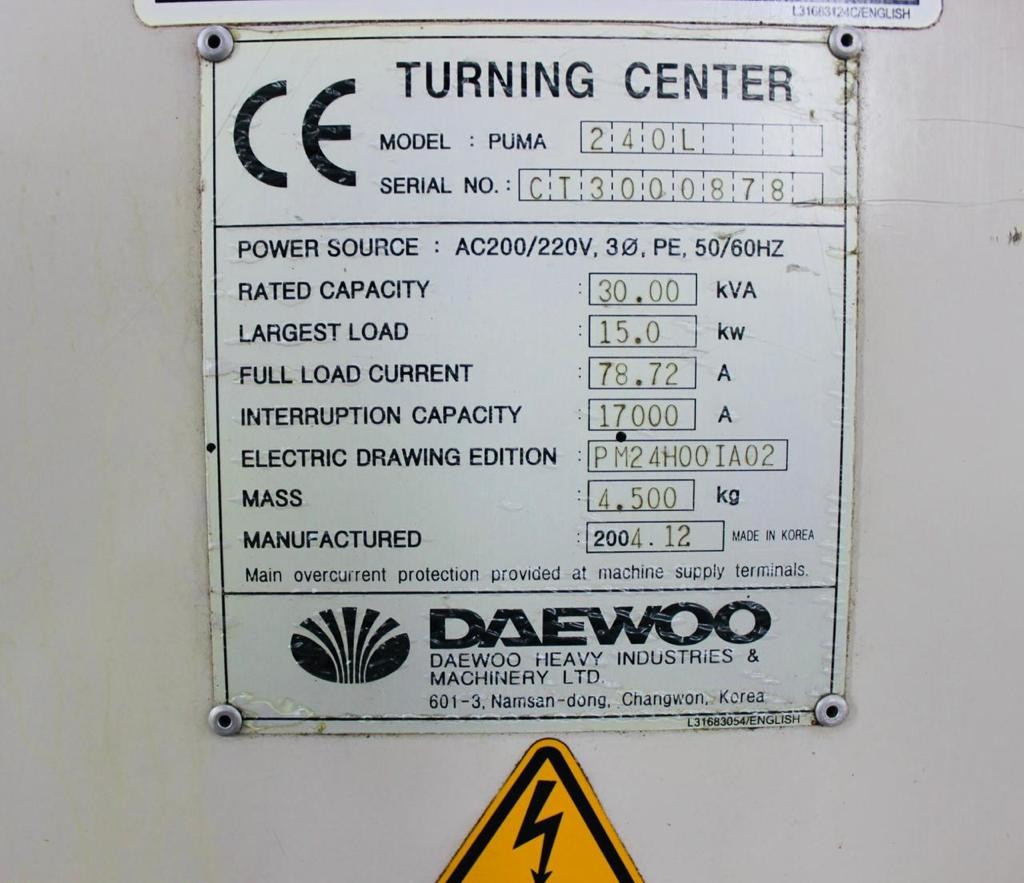 L31683124C/ENGLISH
CE TURNING CENTER
MODEL : PUMA 240L
SERIAL NO. : CT3000878
POWER SOURCE : AC200/220V, 3Ø, PE, 50/60HZ
RATED CAPACITY : 30.00 kVA
LARGEST LOAD : 15.0 kw
FULL LOAD CURRENT : 78.72 A
INTERRUPTION CAPACITY : 17000 A
ELECTRIC DRAWING EDITION : PM24H00IA02
MASS : 4.500 kg
MANUFACTURED : 2004.12 MADE IN KOREA
Main overcurrent protection provided at machine supply terminals.
DAEWOO
DAEWOO HEAVY INDUSTRIES &
MACHINERY LTD.
601-3, Namsan-dong, Changwon, Korea
L31683054/ENGLISH